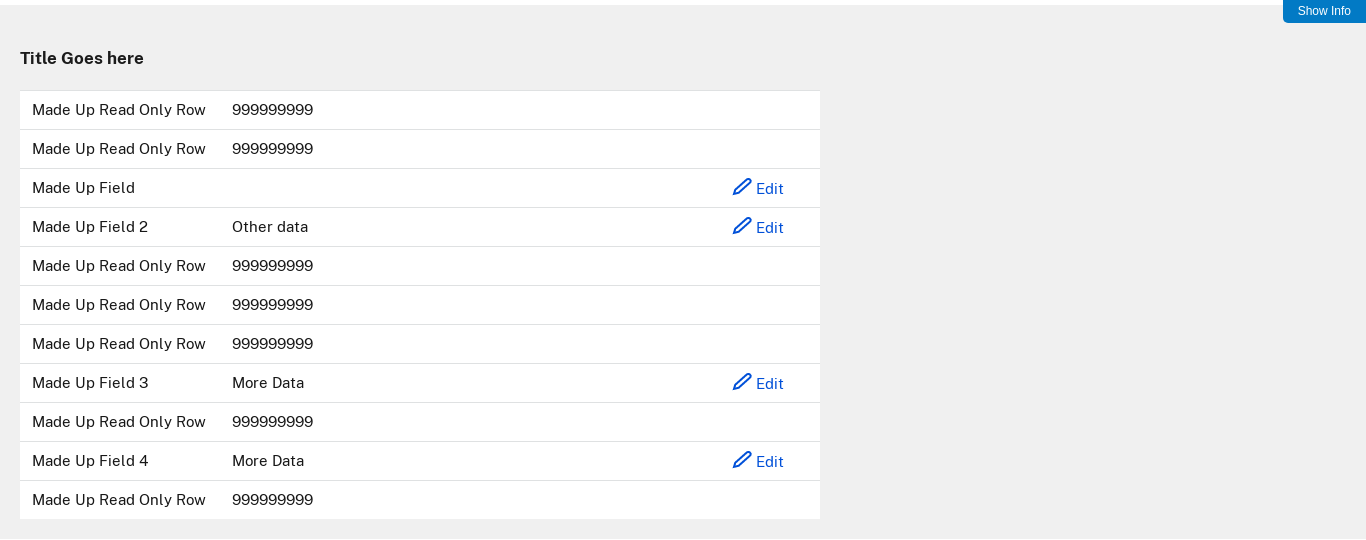 Show Info
Title Goes here
Made Up Read Only Row 999999999
Made Up Read Only Row 999999999
Made Up Field Edit
Made Up Field 2 Other data Edit
Made Up Read Only Row 999999999
Made Up Read Only Row 999999999
Made Up Read Only Row 999999999
Made Up Field 3 More Data Edit
Made Up Read Only Row 999999999
Made Up Field 4 More Data Edit
Made Up Read Only Row 999999999